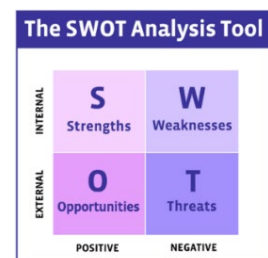 The SWOT Analysis Tool
INTERNAL
S
Strengths
W
Weaknesses
EXTERNAL
O
Opportunities
T
Threats
POSITIVE
NEGATIVE